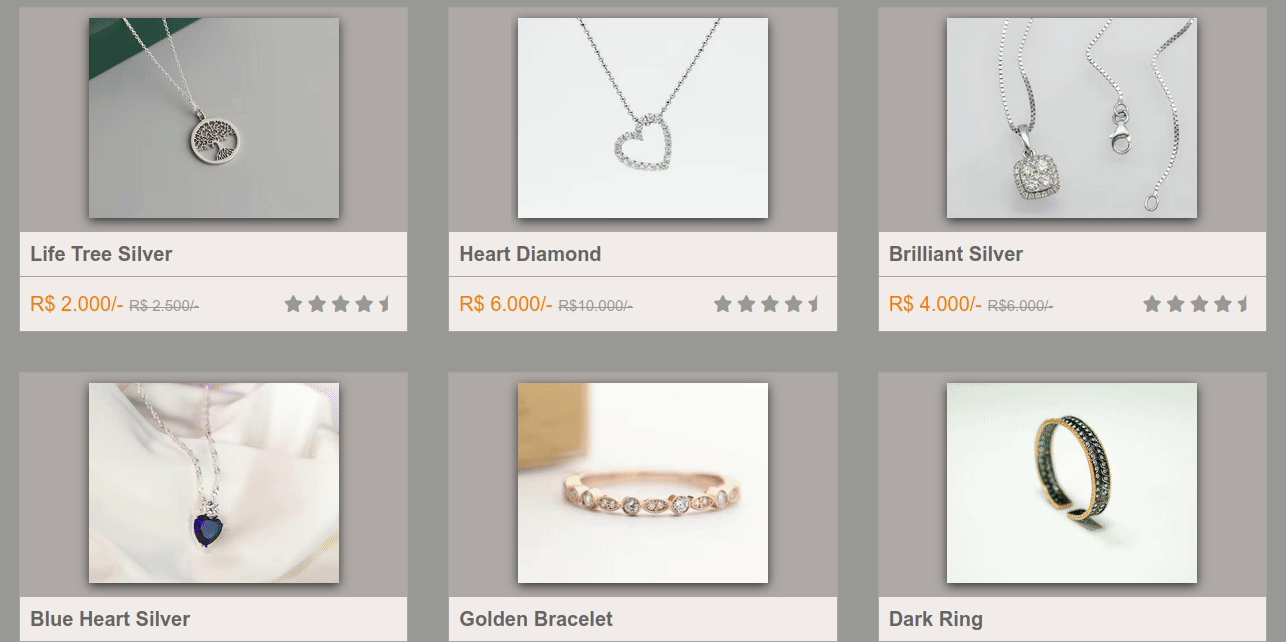 Life Tree Silver
Heart Diamond
Brilliant Silver
R$ 2.000/- R$ 2.500/-
R$ 6.000/- R$10.000/-
R$ 4.000/- R$6.000/-
Blue Heart Silver
Golden Bracelet
Dark Ring